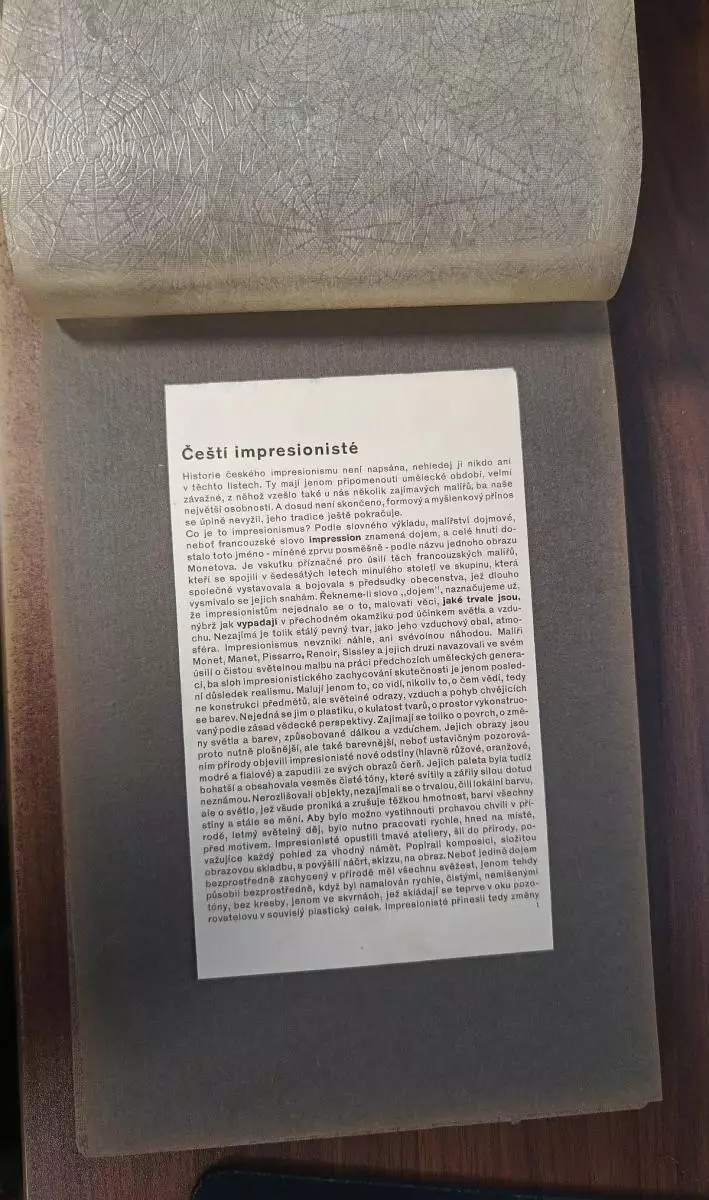 Čeští impresionisté
Historie českého impresionismu není napsána, nehledej ji nikdo ani
v těchto listech. Ty mají jenom připomenouti umělecké období, velmi
závažné, z něhož vzešlo také u nás několik zajímavých malířů, ba naše
největší osobnosti. A dosud není skončeno, formový a myšlenkový přínos
se úplně nevyžil, jeho tradice ještě pokračuje.
Co je to impresionismus? Podle slovného výkladu, malířství dojmové,
neboť francouzské slovo impression znamená dojem, a celé hnutí do-
stalo toto jméno - míněné zprvu posměšně - podle názvu jednoho obrazu
Monetova. Je vskutku příznačné pro úsilí těch francouzských malířů,
kteří se spojili v šedesátých letech minulého století ve skupinu, která
společně vystavovala a bojovala s předsudky obecenstva, jež dlouho
vysmívalo se jejich snahám. Řekneme-li slovo „dojem", naznačujeme už,
že impresionistům nejednalo se o to, malovati věci, jaké trvale jsou,
nýbrž jak vypadají v přechodném okamžiku pod účinkem světla a vzdu-
chu. Nezajímá je tolik stálý pevný tvar, jako jeho vzduchový obal, atmo-
sféra. Impresionismus nevznikl náhle, ani svévolnou náhodou. Malíři
Monet, Manet, Pissarro, Renoir, Sissley a jejich druzi navazovali ve svém
úsilí o čistou světelnou malbu na práci předchozích uměleckých genera-
cí, ba sloh impresionistického zachycování skutečnosti je jenom posled-
ní důsledek realismu. Malují jenom to, co vidí, nikoliv to, o čem vědí, tedy
ne konstrukci předmětů, ale světelné odrazy, vzduch a pohyb chvějících
se barev. Nejedná se jim o plastiku, o kulatost tvarů, o prostor vykonstruo-
vaný podle zásad vědecké perspektivy. Zajímají se toliko o povrch, o změ-
ny světla a barev, způsobované dálkou a vzduchem. Jejich obrazy jsou
proto nutně plošnější, ale také barevnější, neboť ustavičným pozorová-
ním přírody objevili impresionisté nové odstíny (hlavně růžové, oranžové,
modré a fialové) a zapudili ze svých obrazů čerň. Jejich paleta byla tudíž
bohatší a obsahovala vesměs čisté tóny, které svítily a zářily silou dotud
neznámou. Nerozlišovali objekty, nezajímali se o trvalou, čili lokální barvu,
ale o světlo, jež všude proniká a zrušuje těžkou hmotnost, barví všechny
stíny a stále se mění. Aby bylo možno vystihnouti prchavou chvíli v pří-
rodě, letmý světelný děj, bylo nutno pracovati rychle, hned na místě,
před motivem. Impresionisté opustili tmavé ateliery, šli do přírody, po-
važujíce každý pohled za vhodný námět. Popírali komposici, složitou
obrazovou skladbu, a povýšili náčrt, skizzu, na obraz. Neboť jedině dojem
bezprostředně zachycený v přírodě měl všechnu svěžest, jenom tehdy
působil bezprostředně, když byl namalován rychle, čistými, nemíšenými
tóny, bez kresby, jenom ve skvrnách, jež skládají se teprve v oku pozo-
rovatelovu v souvislý plastický celek. Impresionisté přinesli tedy změny
1